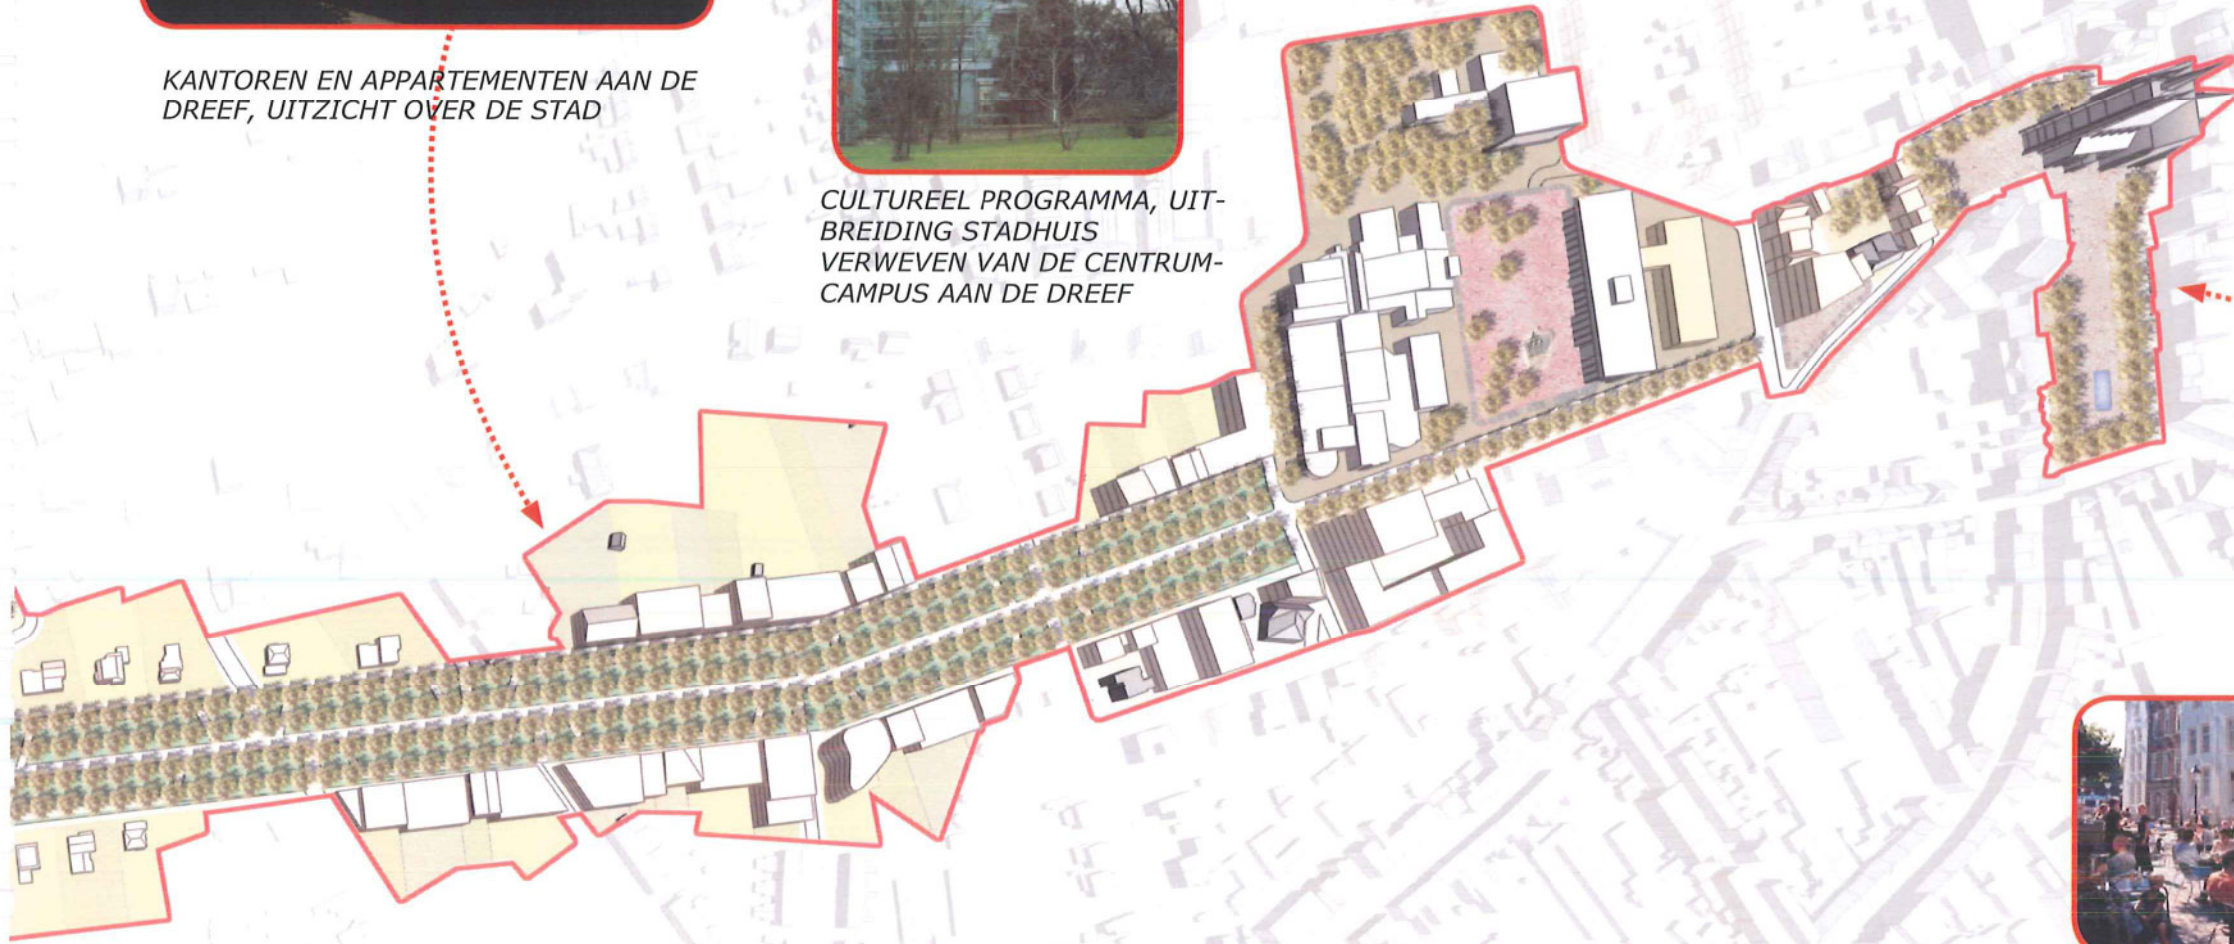 KANTOREN EN APPARTEMENTEN AAN DE
DREEF, UITZICHT OVER DE STAD
CULTUREEL PROGRAMMA, UIT-
BREIDING STADHUIS
VERWEVEN VAN DE CENTRUM-
CAMPUS AAN DE DREEF